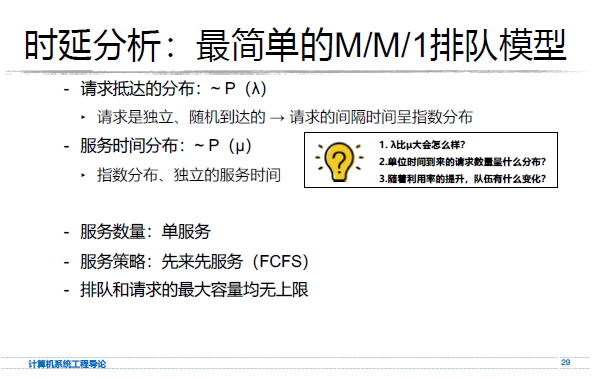 时延分析：最简单的M/M/1排队模型
- 请求抵达的分布：~ P（λ）
‣ 请求是独立、随机到达的 → 请求的间隔时间呈指数分布
- 服务时间分布：~ P（μ）
‣ 指数分布、独立的服务时间
1. λ比μ大会怎么样？
2.单位时间到来的请求数量是什么分布？
3.随着利用率的提升，队伍有什么变化？
- 服务数量：单服务
- 服务策略：先来先服务（FCFS）
- 排队和请求的最大容量均无上限
计算机系统工程导论
29